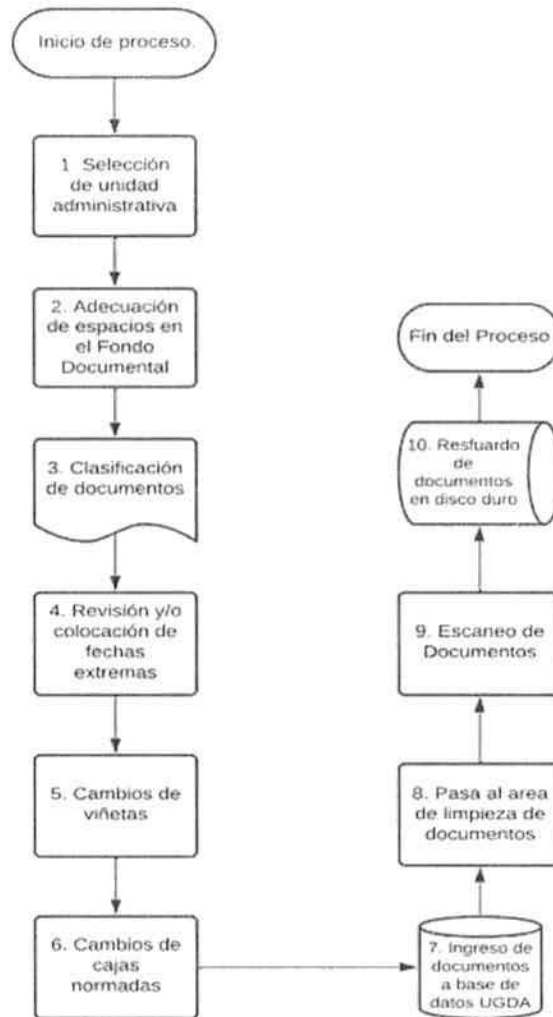 Inicio de proceso.
1 Selección
de unidad
administrativa
2. Adecuación
de espacios en
el Fondo
Documental
3. Clasificación
de documentos
4. Revisión y/o
colocación de
fechas
extremas
5. Cambios de
viñetas
6. Cambios de
cajas
normadas
7. Ingreso de
documentos
a base de
datos UGDA
8. Pasa al area
de limpieza de
documentos
9. Escaneo de
Documentos
10. Resfuardo
de
documentos
en disco duro
Fin del Proceso